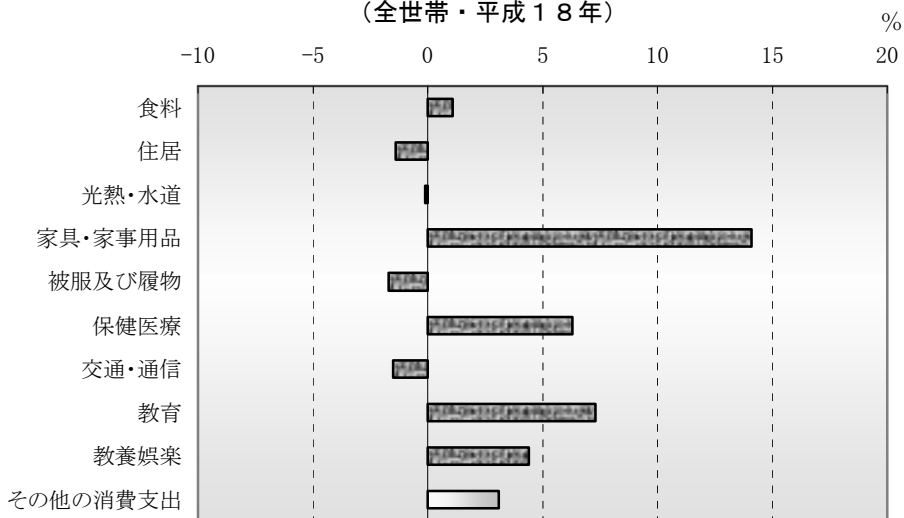 (全世帯・平成18年)
%
-10 -5 0 5 10 15 20
食料
住居
光熱・水道
家具・家事用品
被服及び履物
保健医療
交通・通信
教育
教養娯楽
その他の消費支出